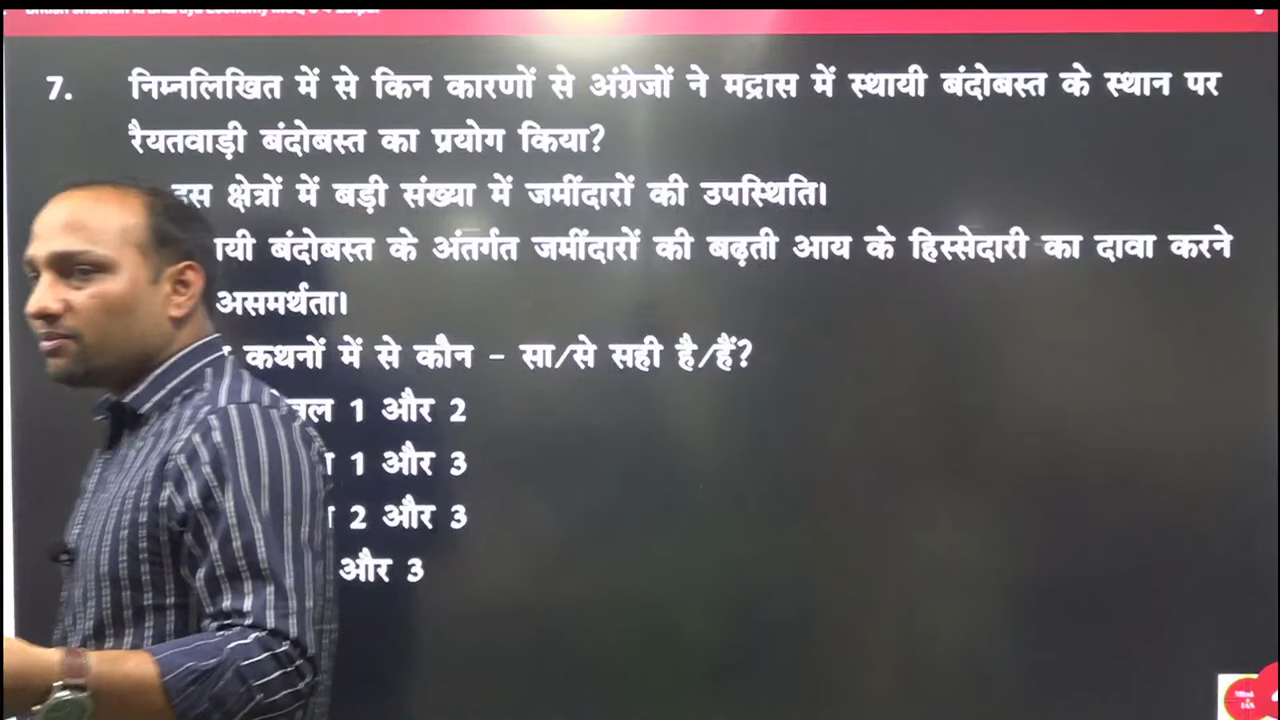 7. निम्नलिखित में से किन कारणों से अंग्रेजों ने मद्रास में स्थायी बंदोबस्त के स्थान पर
रैयतवाड़ी बंदोबस्त का प्रयोग किया?
क्षेत्रों में बड़ी संख्या में जमींदारों की उपस्थिति।
बंदोबस्त के अंतर्गत जमींदारों की बढ़ती आय के हिस्सेदारी का दावा करने
असमर्थता।
कथनों में से कौन - सा/से सही है/हैं?
1 और 2
1 और 3
2 और 3
और 3